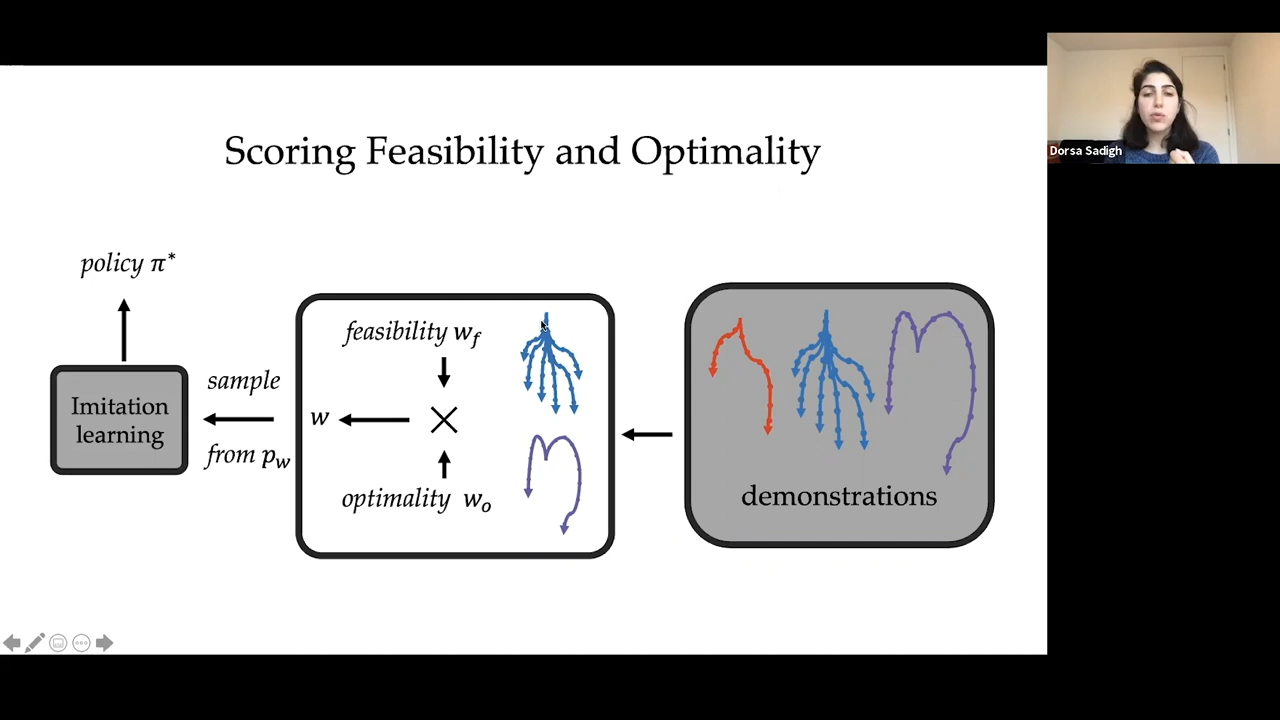 Scoring Feasibility and Optimality
Dorsa Sadigh
policy π*
Imitation
learning
sample
from p_w
w
feasibility w_f
×
optimality w_o
demonstrations